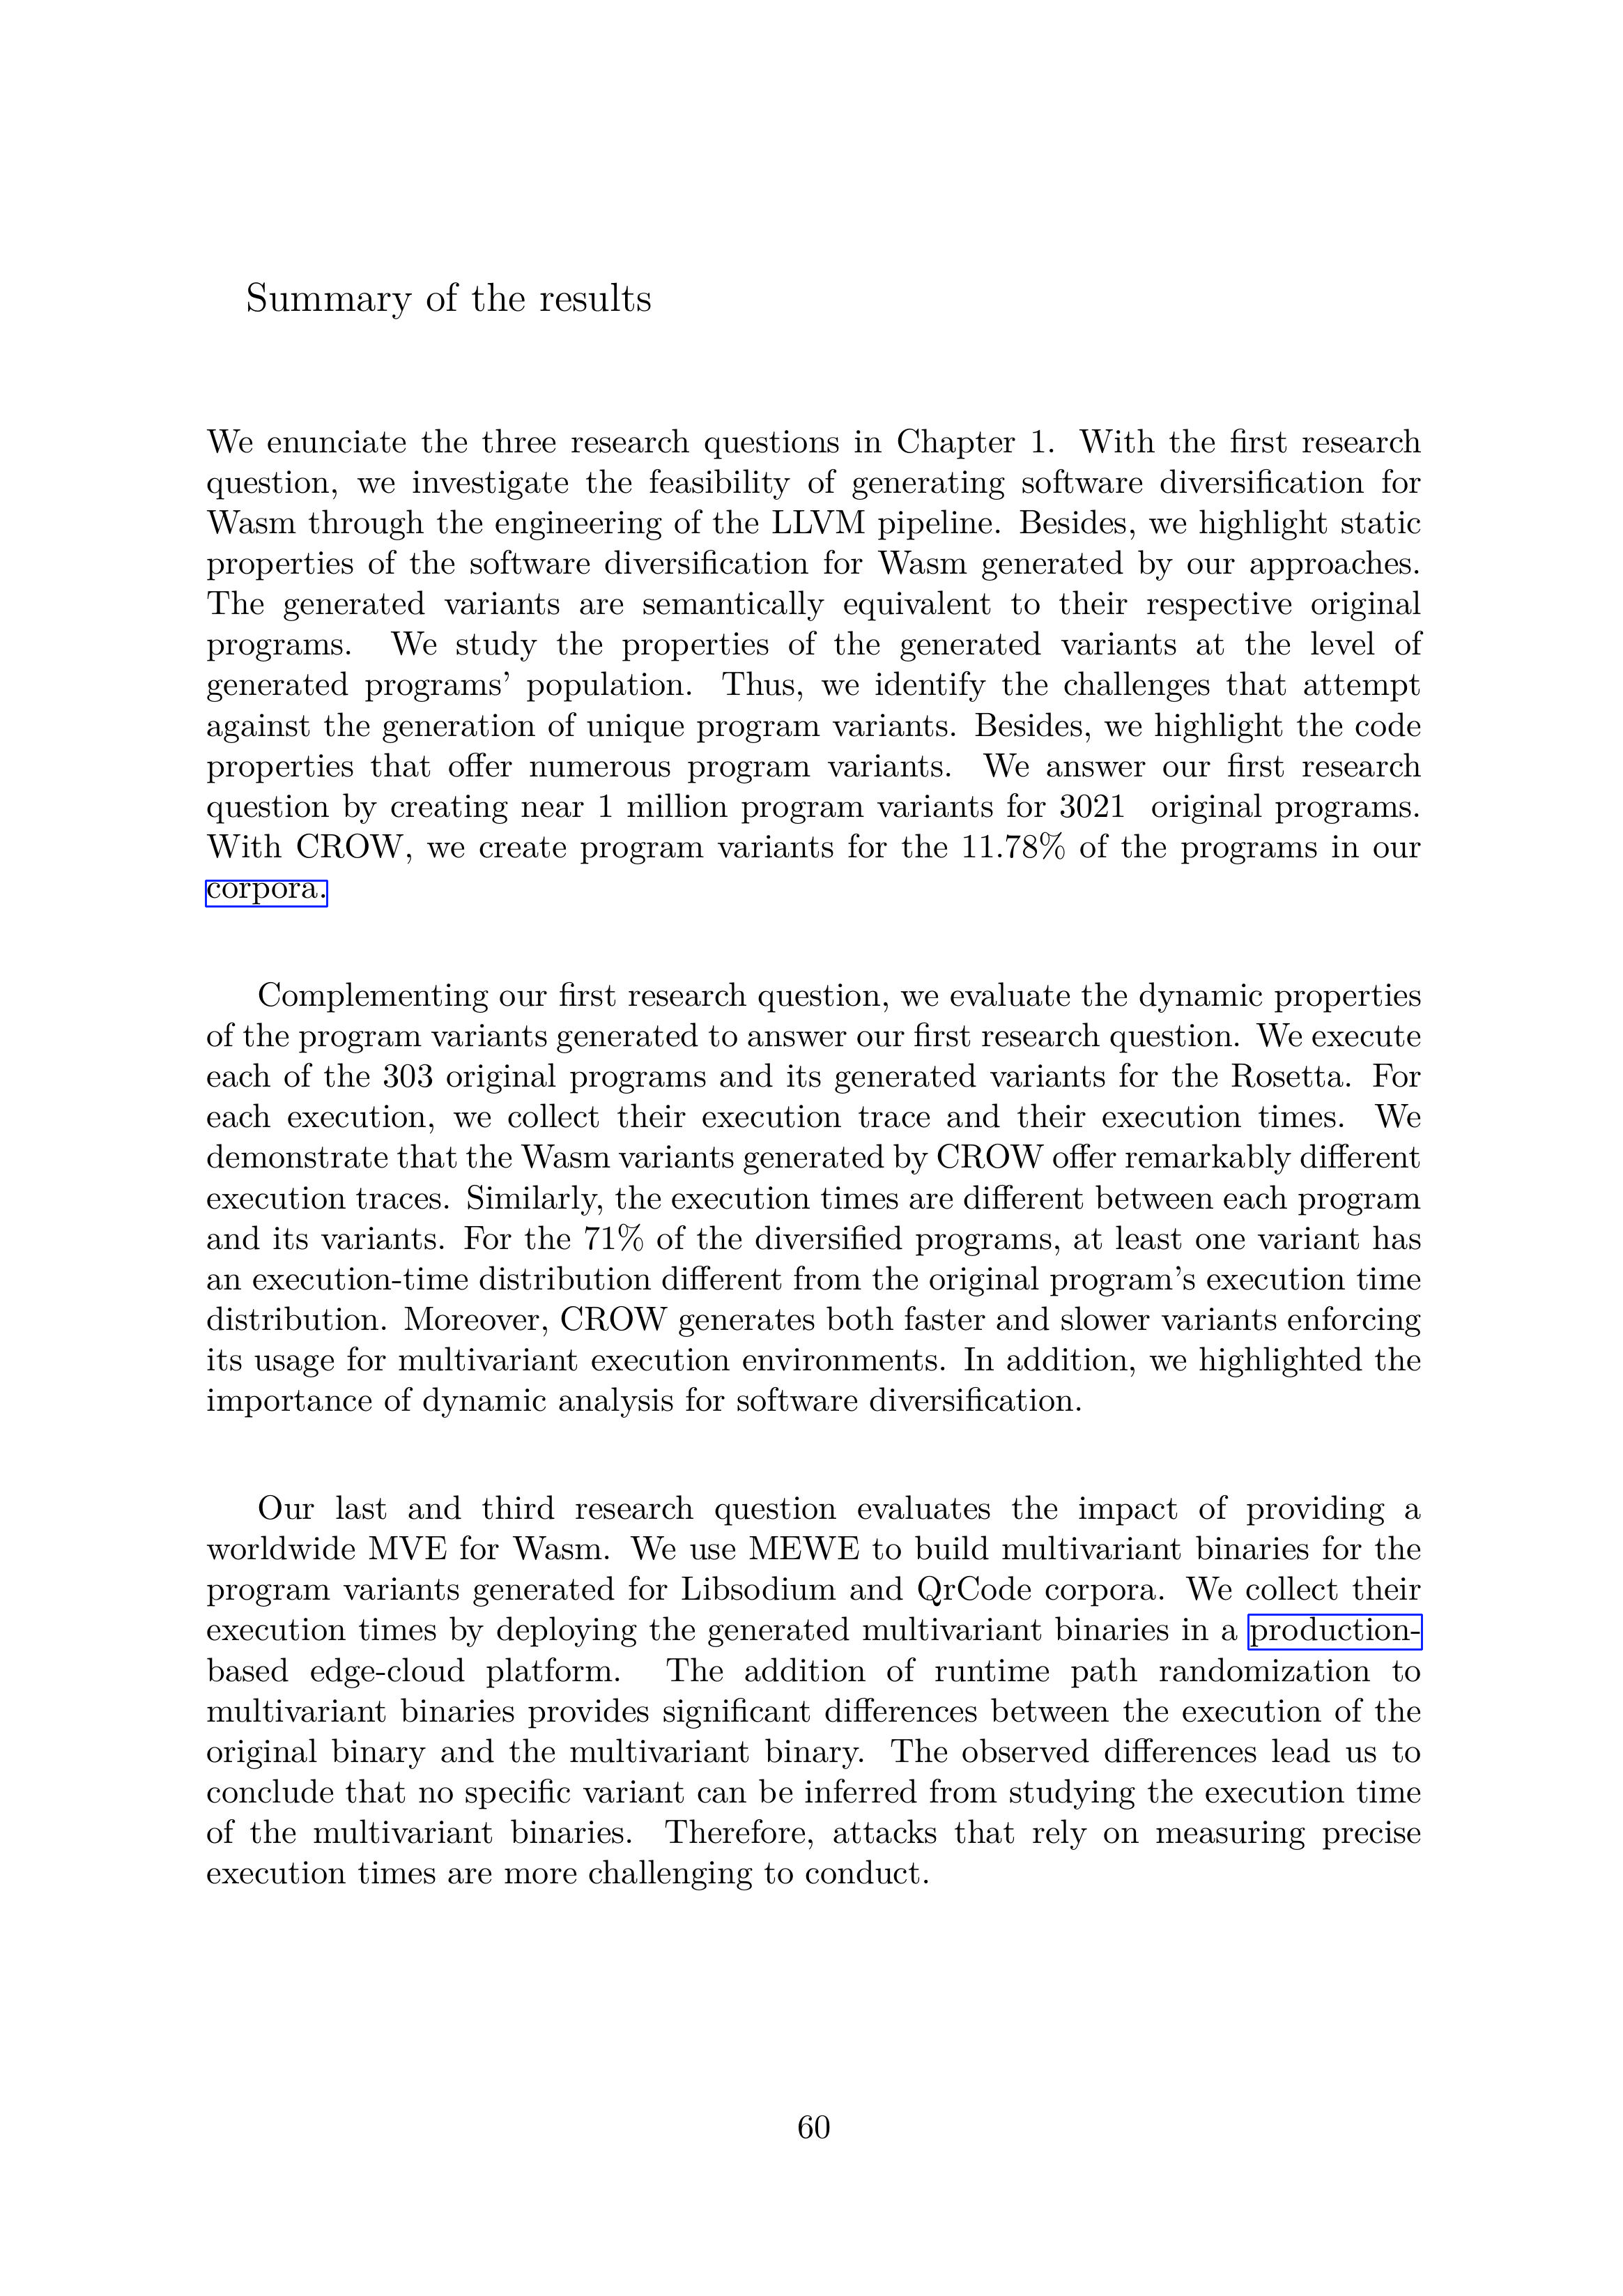 Summary of the results
We enunciate the three research questions in Chapter 1. With the first research
question, we investigate the feasibility of generating software diversification for
Wasm through the engineering of the LLVM pipeline. Besides, we highlight static
properties of the software diversification for Wasm generated by our approaches.
The generated variants are semantically equivalent to their respective original
programs. We study the properties of the generated variants at the level of
generated programs' population. Thus, we identify the challenges that attempt
against the generation of unique program variants. Besides, we highlight the code
properties that offer numerous program variants. We answer our first research
question by creating near 1 million program variants for 3021 original programs.
With CROW, we create program variants for the 11.78% of the programs in our
corpora.
Complementing our first research question, we evaluate the dynamic properties
of the program variants generated to answer our first research question. We execute
each of the 303 original programs and its generated variants for the Rosetta. For
each execution, we collect their execution trace and their execution times. We
demonstrate that the Wasm variants generated by CROW offer remarkably different
execution traces. Similarly, the execution times are different between each program
and its variants. For the 71% of the diversified programs, at least one variant has
an execution-time distribution different from the original program's execution time
distribution. Moreover, CROW generates both faster and slower variants enforcing
its usage for multivariant execution environments. In addition, we highlighted the
importance of dynamic analysis for software diversification.
Our last and third research question evaluates the impact of providing a
worldwide MVE for Wasm. We use MEWE to build multivariant binaries for the
program variants generated for Libsodium and QrCode corpora. We collect their
execution times by deploying the generated multivariant binaries in a production-
based edge-cloud platform. The addition of runtime path randomization to
multivariant binaries provides significant differences between the execution of the
original binary and the multivariant binary. The observed differences lead us to
conclude that no specific variant can be inferred from studying the execution time
of the multivariant binaries. Therefore, attacks that rely on measuring precise
execution times are more challenging to conduct.
60